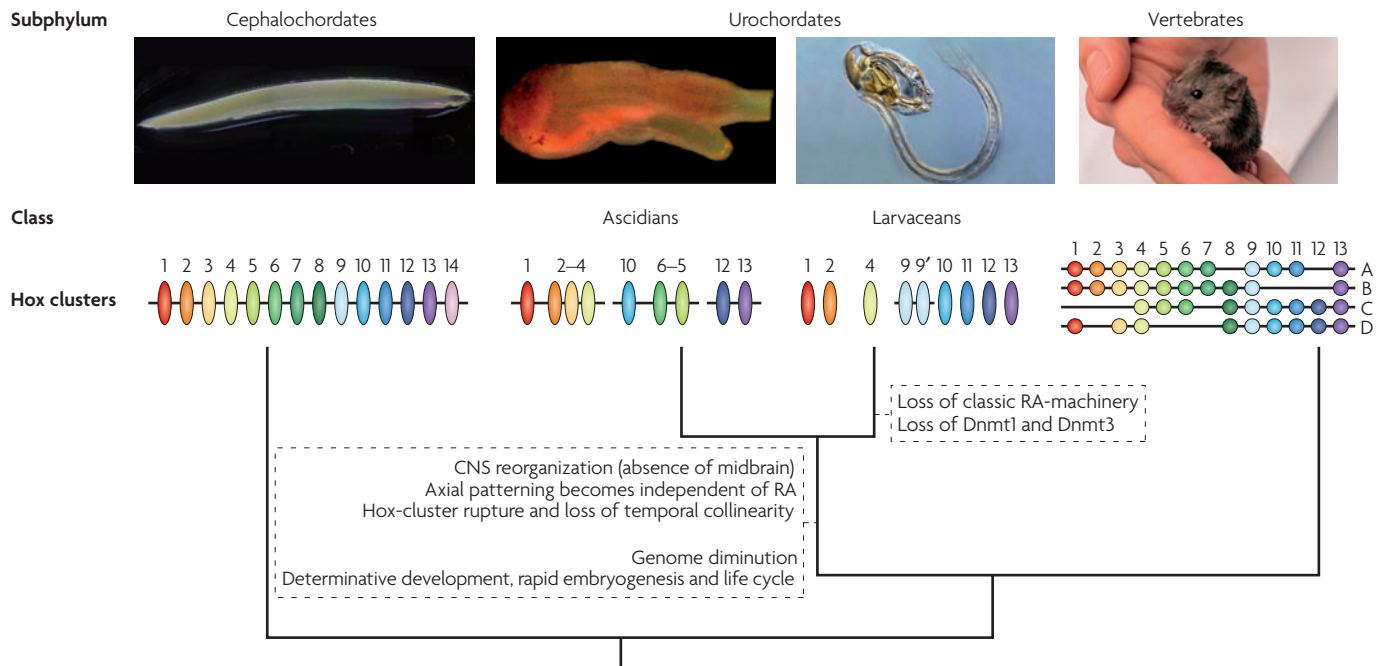 Subphylum Cephalochordates Urochordates Vertebrates
Class Ascidians Larvaceans
1 2 3 4 5 6 7 8 9 10 11 12 13 14
1 2–4 10 6–5 12 13
1 2 4 9 9′ 10 11 12 13
1 2 3 4 5 6 7 8 9 10 11 12 13
Hox clusters
A
B
C
D
Loss of classic RA-machinery
Loss of Dnmt1 and Dnmt3
CNS reorganization (absence of midbrain)
Axial patterning becomes independent of RA
Hox-cluster rupture and loss of temporal collinearity
Genome diminution
Determinative development, rapid embryogenesis and life cycle